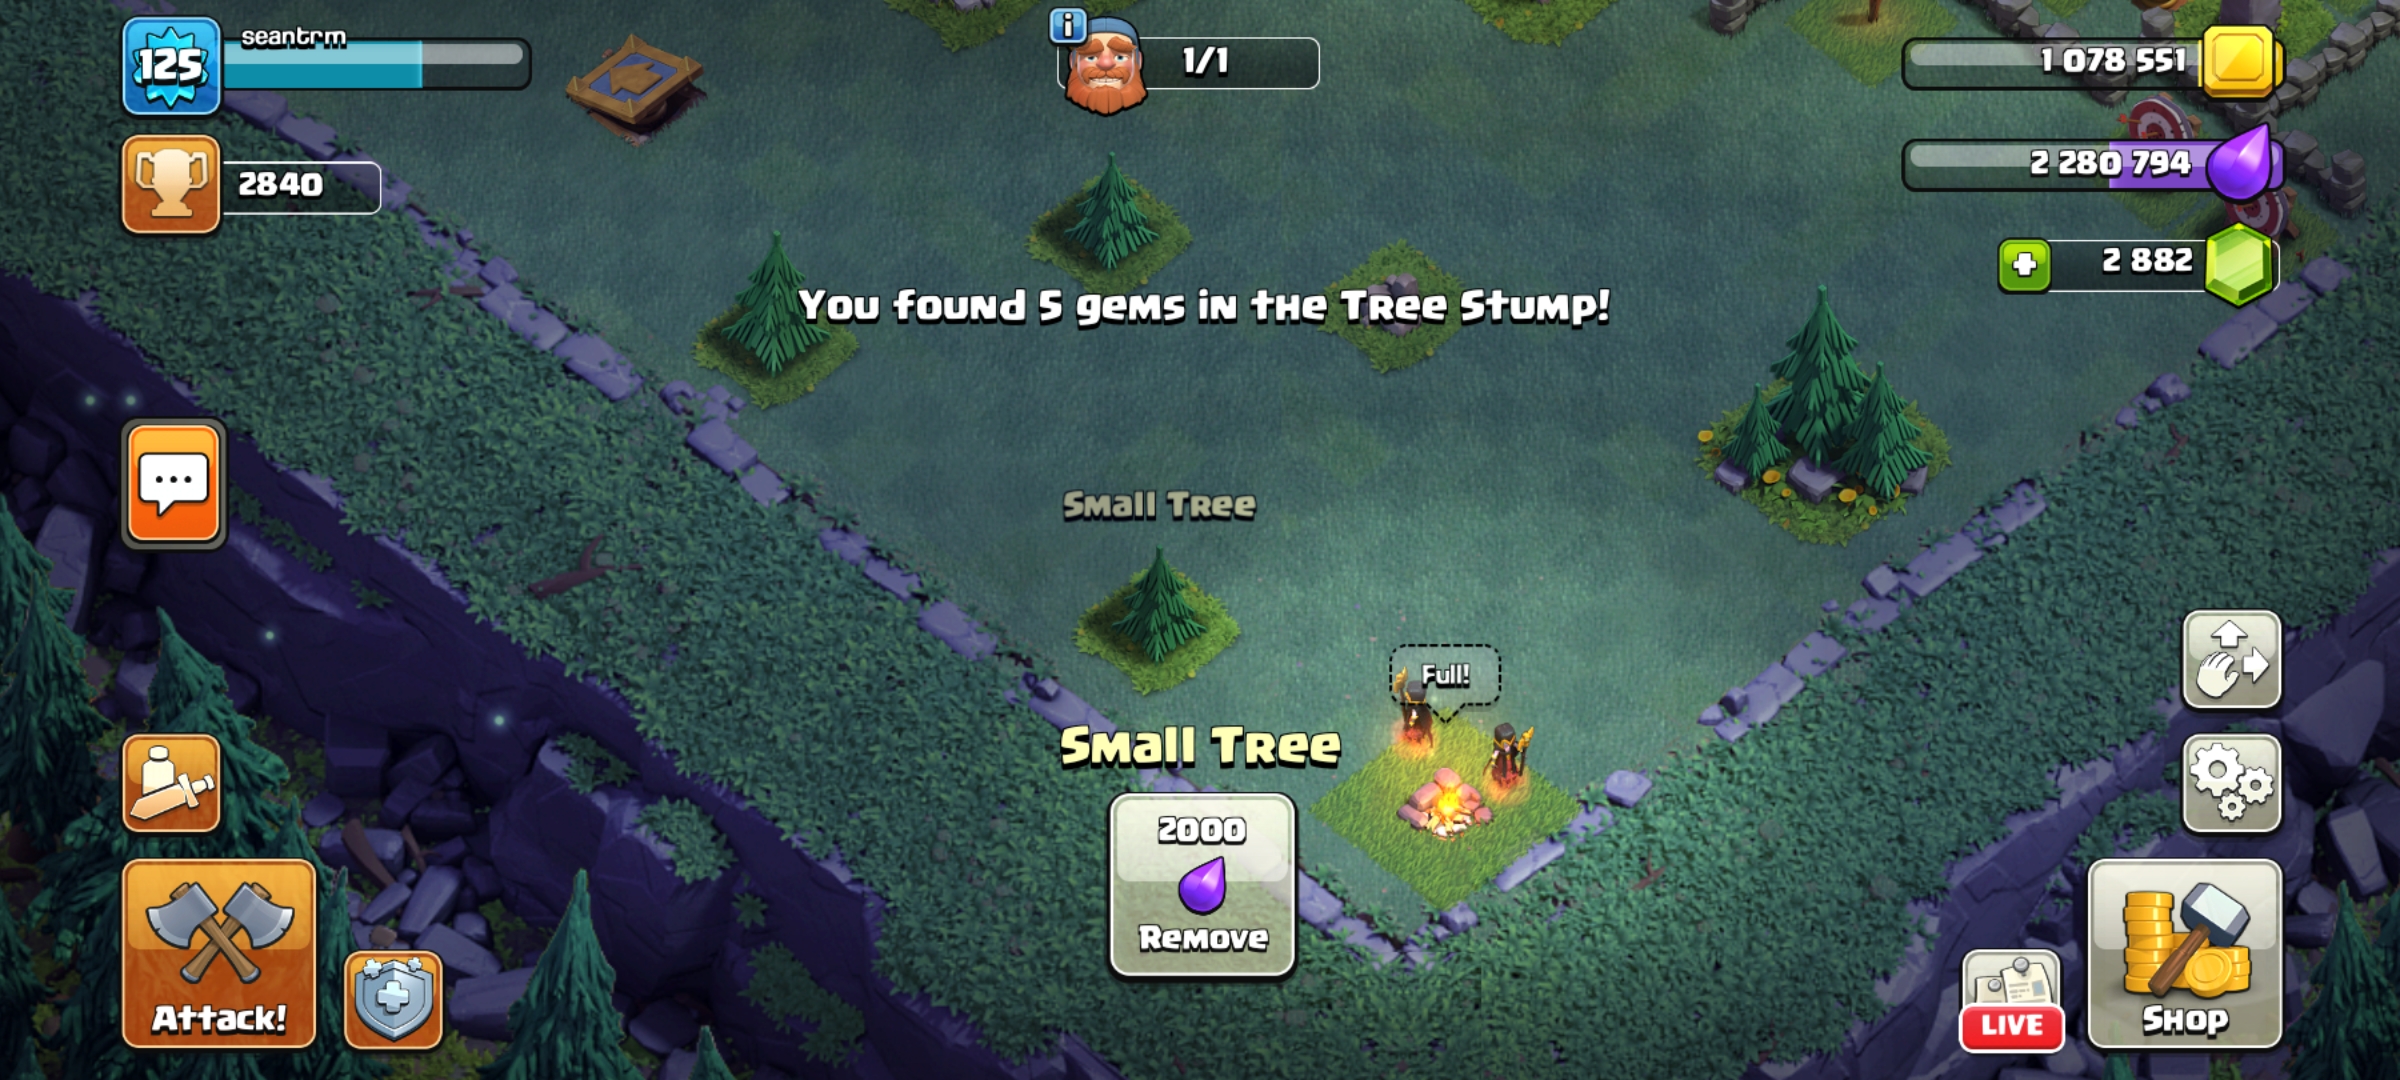 125
seantrm
1/1
1 078 551
2840
2 280 794
2 882
You found 5 gems in the Tree Stump!
Small Tree
Full!
Small Tree
2000
Remove
Attack!
LIVE
Shop